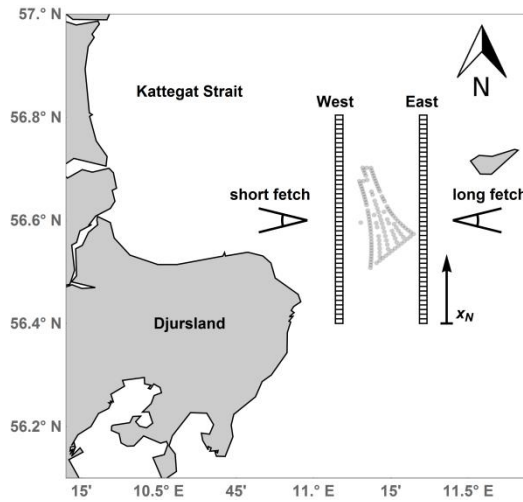 57.° N
Kattegat Strait
N
56.8°
West East
short fetch long fetch
56.6°
56.4°
Djursland
x_N
56.2°
15' 10.5° E 45' 11.° E 15' 11.5° E